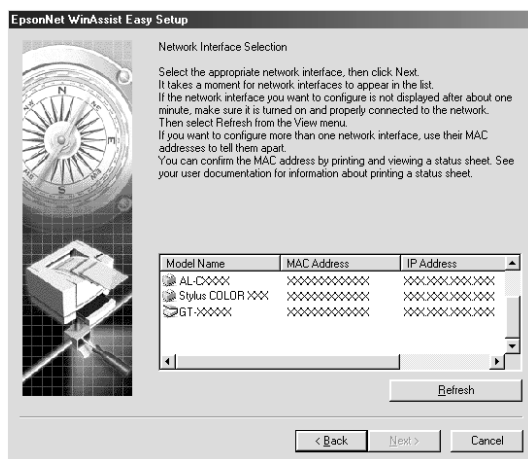 EpsonNet WinAssist Easy Setup
Network Interface Selection
Select the appropriate network interface, then click Next.
It takes a moment for network interfaces to appear in the list.
If the network interface you want to configure is not displayed after about one
minute, make sure it is turned on and properly connected to the network.
Then select Refresh from the View menu.
If you want to configure more than one network interface, use their MAC
addresses to tell them apart.
You can confirm the MAC address by printing and viewing a status sheet. See
your user documentation for information about printing a status sheet.
Model Name MAC Address IP Address
AL-CXXXX XXXXXXXXXXXX XXX.XXX.XXX.XXX
Stylus COLOR XXX XXXXXXXXXXXX XXX.XXX.XXX.XXX
GT-XXXXX XXXXXXXXXXXX XXX.XXX.XXX.XXX
Refresh
< Back Next > Cancel
N
E
S